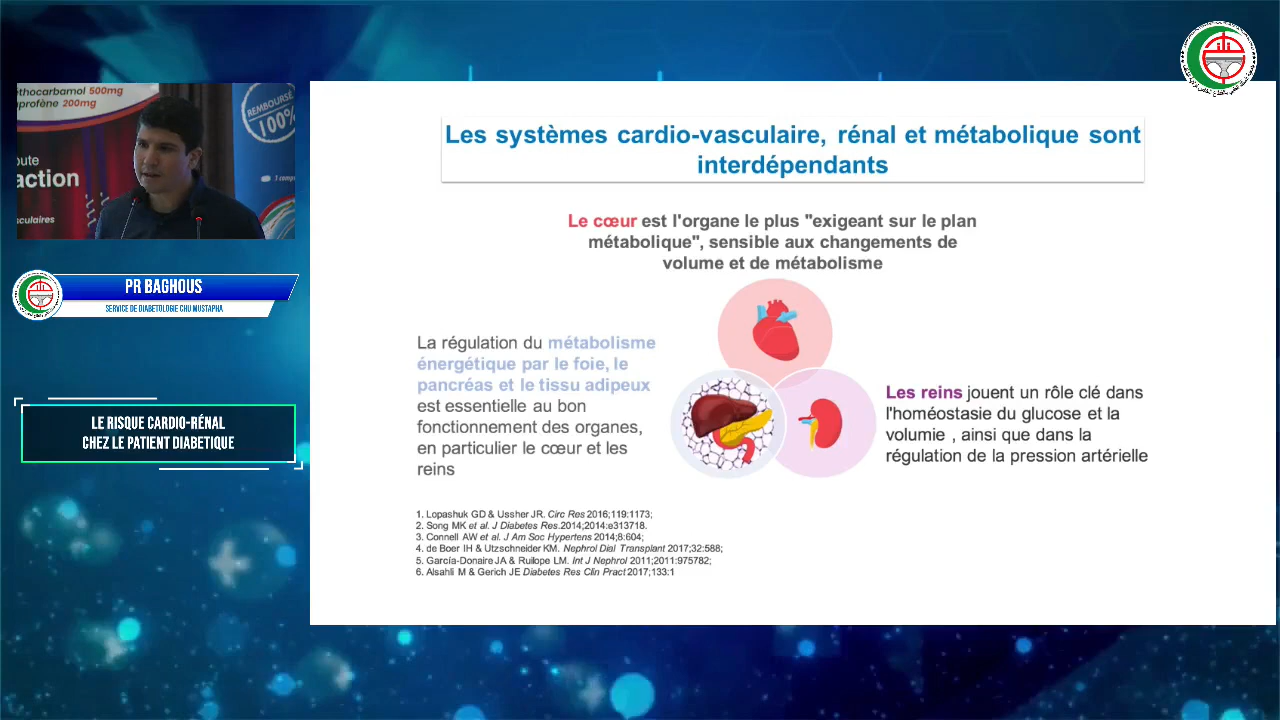 éthocarbamol 500mg
uprofène 200mg
REMBOURSÉ
100%
oute
action
culaires
3 comp
PR BAGHOUS
SERVICE DE DIABETOLOGIE CHU MUSTAPHA
LE RISQUE CARDIO-RÉNAL
CHEZ LE PATIENT DIABETIQUE
Les systèmes cardio-vasculaire, rénal et métabolique sont
interdépendants
Le cœur est l'organe le plus "exigeant sur le plan
métabolique", sensible aux changements de
volume et de métabolisme
La régulation du métabolisme
énergétique par le foie, le
pancréas et le tissu adipeux
est essentielle au bon
fonctionnement des organes,
en particulier le cœur et les
reins
Les reins jouent un rôle clé dans
l'homéostasie du glucose et la
volumie , ainsi que dans la
régulation de la pression artérielle
1. Lopashuk GD & Ussher JR. Circ Res 2016;119:1173;
2. Song MK et al. J Diabetes Res.2014;2014:e313718.
3. Connell AW et al. J Am Soc Hypertens 2014;8:604;
4. de Boer IH & Utzschneider KM. Nephrol Dial Transplant 2017;32:588;
5. García-Donaire JA & Ruilope LM. Int J Nephrol 2011;2011:975782;
6. Alsahli M & Gerich JE Diabetes Res Clin Pract 2017;133:1